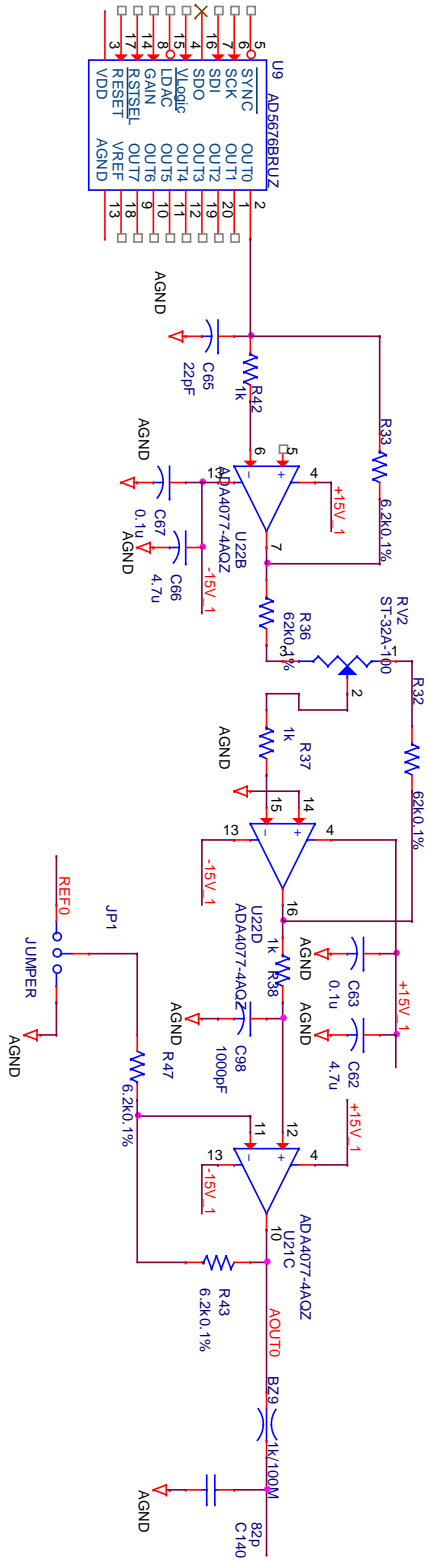 U9
AD5676BRUZ
5
6
7
16
4
15
8
14
17
3
SYNC
SCK
SDI
SDO
VLogic
LDAC
GAIN
RSTSEL
RESET
VDD
OUT0
OUT1
OUT2
OUT3
OUT4
OUT5
OUT6
OUT7
VREF
AGND
2
1
20
19
12
11
10
9
18
13
AGND
C65
22pF
R42
1k
R33
6.2k0.1%
5
6
4
13
7
+15V_1
-15V_1
U22B
ADA4077-4AQZ
AGND
C67
0.1u
AGND
C66
4.7u
R36
62k0.1%
RV2
ST-32A-100
1
2
3
R32
62k0.1%
R37
1k
AGND
14
15
4
13
16
-15V_1
U22D
ADA4077-4AQZ
+15V_1
AGND
C63
0.1u
AGND
C62
4.7u
1k
R38
AGND
C98
1000pF
REF0
JP1
JUMPER
AGND
R47
6.2k0.1%
12
11
4
13
10
+15V_1
-15V_1
ADA4077-4AQZ
U21C
R43
6.2k0.1%
AOUT0
BZ9
1k/100M
82p
C140
AGND